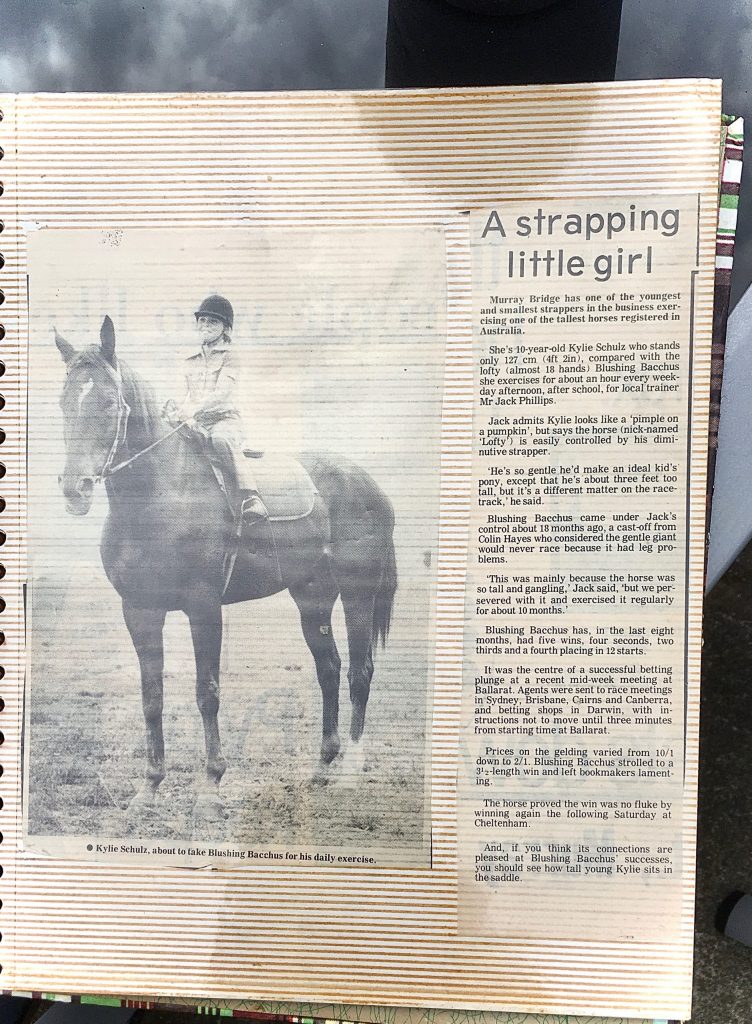 A strapping
little girl
Murray Bridge has one of the youngest
and smallest strappers in the business exer-
cising one of the tallest horses registered in
Australia.
She's 10-year-old Kylie Schulz who stands
only 127 cm (4ft 2in), compared with the
lofty (almost 18 hands) Blushing Bacchus
she exercises for about an hour every week-
day afternoon, after school, for local trainer
Mr Jack Phillips.
Jack admits Kylie looks like a 'pimple on
a pumpkin', but says the horse (nick-named
'Lofty') is easily controlled by his dimi-
nutive strapper.
'He's so gentle he'd make an ideal kid's
pony, except that he's about three feet too
tall, but it's a different matter on the race-
track,' he said.
Blushing Bacchus came under Jack's
control about 18 months ago, a cast-off from
Colin Hayes who considered the gentle giant
would never race because it had leg pro-
blems.
'This was mainly because the horse was
so tall and gangling,' Jack said, 'but we per-
severed with it and exercised it regularly
for about 10 months.'
Blushing Bacchus has, in the last eight
months, had five wins, four seconds, two
thirds and a fourth placing in 12 starts.
It was the centre of a successful betting
plunge at a recent mid-week meeting at
Ballarat. Agents were sent to race meetings
in Sydney, Brisbane, Cairns and Canberra,
and betting shops in Darwin, with in-
structions not to move until three minutes
from starting time at Ballarat.
Prices on the gelding varied from 10/1
down to 2/1. Blushing Bacchus strolled to a
3½-length win and left bookmakers lament-
ing.
The horse proved the win was no fluke by
winning again the following Saturday at
Cheltenham.
And, if you think its connections are
pleased at Blushing Bacchus' successes,
you should see how tall young Kylie sits in
the saddle.
● Kylie Schulz, about to take Blushing Bacchus for his daily exercise.